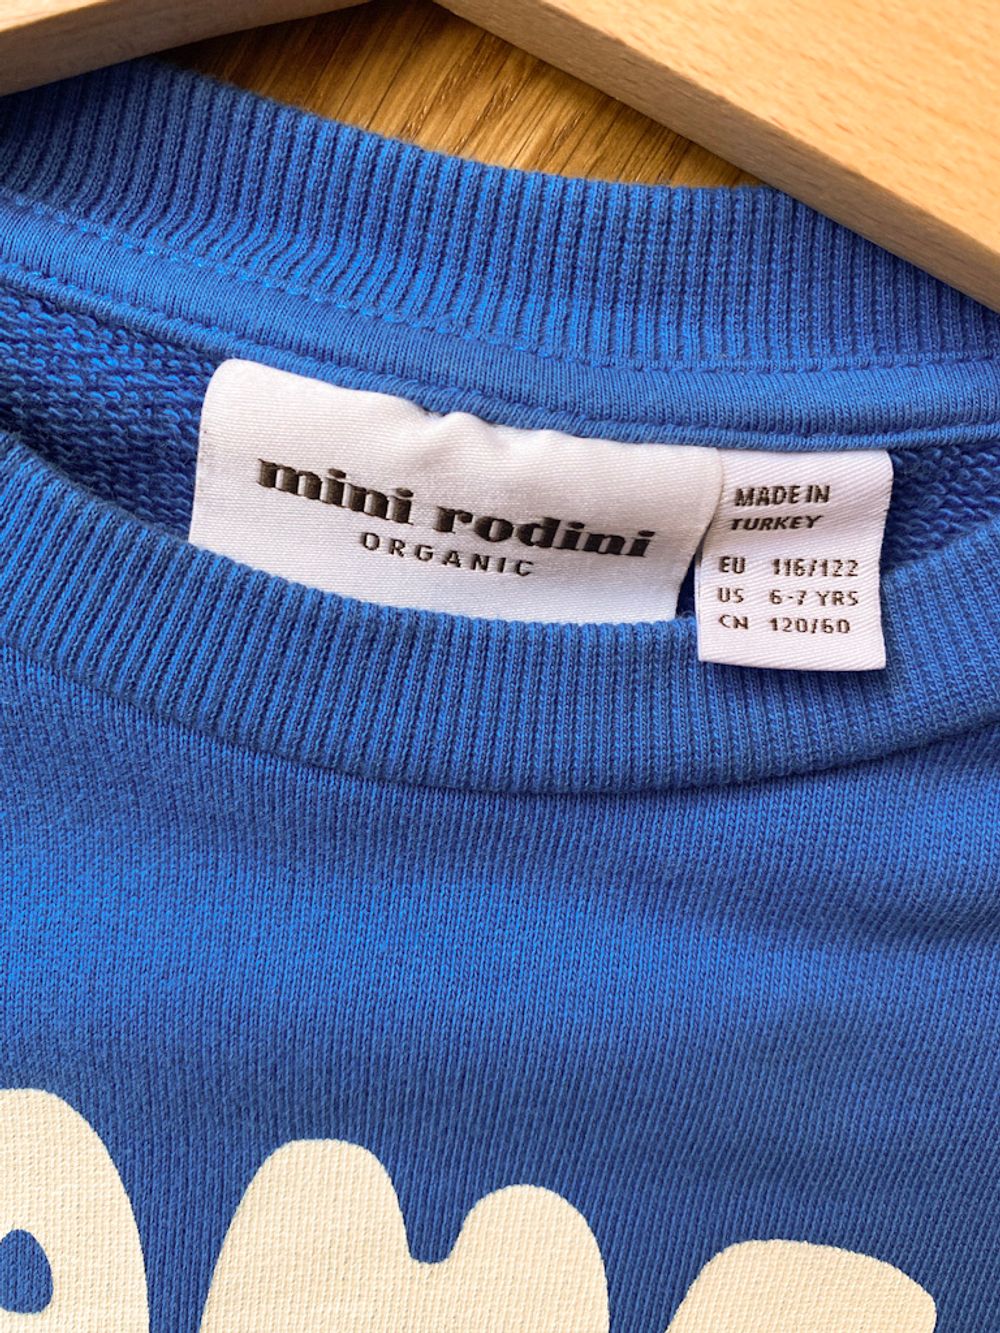 mini rodini
ORGANIC
MADE IN
TURKEY
EU 116/122
US 6-7 YRS
CN 120/60